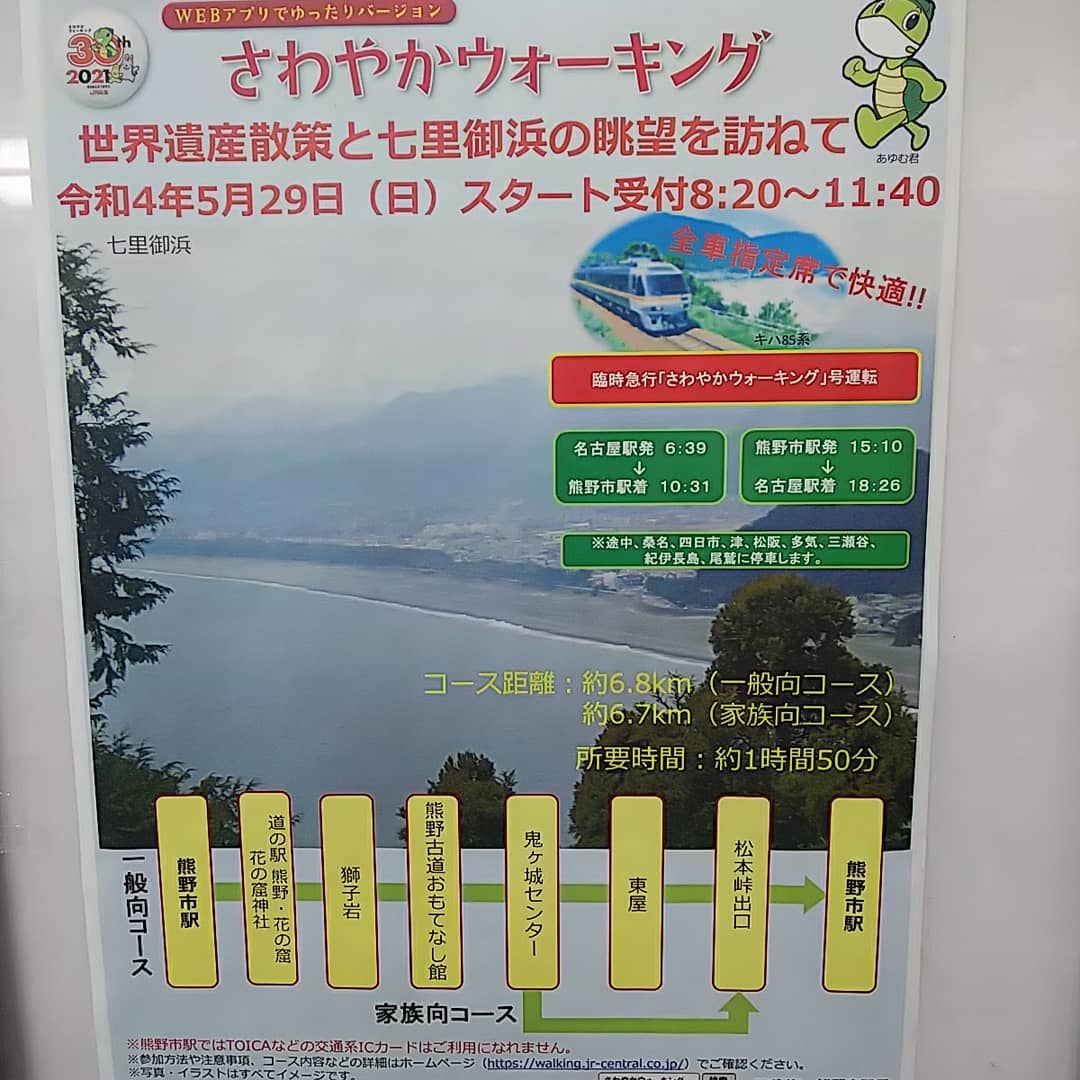 WEBアプリでゆったりバージョン
さわやかウォーキング
30th
2021
あゆむ君
世界遺産散策と七里御浜の眺望を訪ねて
令和4年5月29日（日）スタート受付8:20～11:40
七里御浜
全車指定席で快適!!
キハ85系
臨時急行「さわやかウォーキング」号運転
名古屋駅発 6:39
↓
熊野市駅着 10:31
熊野市駅発 15:10
↓
名古屋駅着 18:26
※途中、桑名、四日市、津、松阪、多気、三瀬谷、
紀伊長島、尾鷲に停車します。
コース距離：約6.8km（一般向コース）
約6.7km（家族向コース）
所要時間：約1時間50分
一般向コース
熊野市駅
道の駅 熊野・花の窟
花の窟神社
獅子岩
熊野古道おもてなし館
鬼ヶ城センター
東屋
松本峠出口
熊野市駅
家族向コース
※熊野市駅ではTOICAなどの交通系ICカードはご利用になれません。
※参加方法や注意事項、コース内容などの詳細はホームページ（https://walking.jr-central.co.jp/）でご確認ください。
※写真・イラストはすべてイメージです。